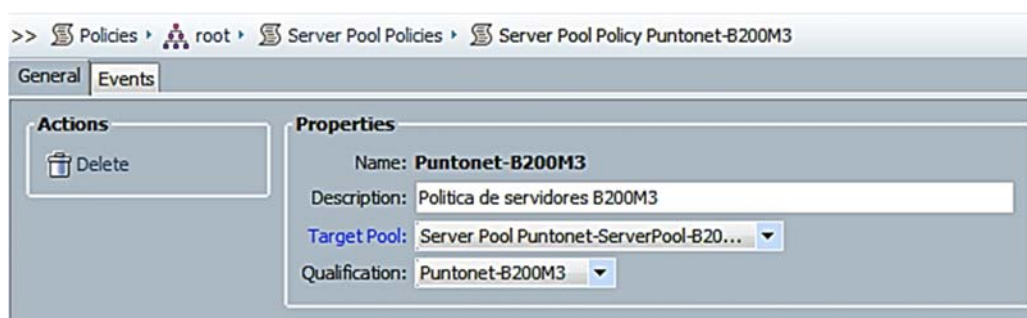 >> Policies root Server Pool Policies Server Pool Policy Puntonet-B200M3
General Events
Actions
Delete
Properties
Name: Puntonet-B200M3
Description: Politica de servidores B200M3
Target Pool: Server Pool Puntonet-ServerPool-B20...
Qualification: Puntonet-B200M3